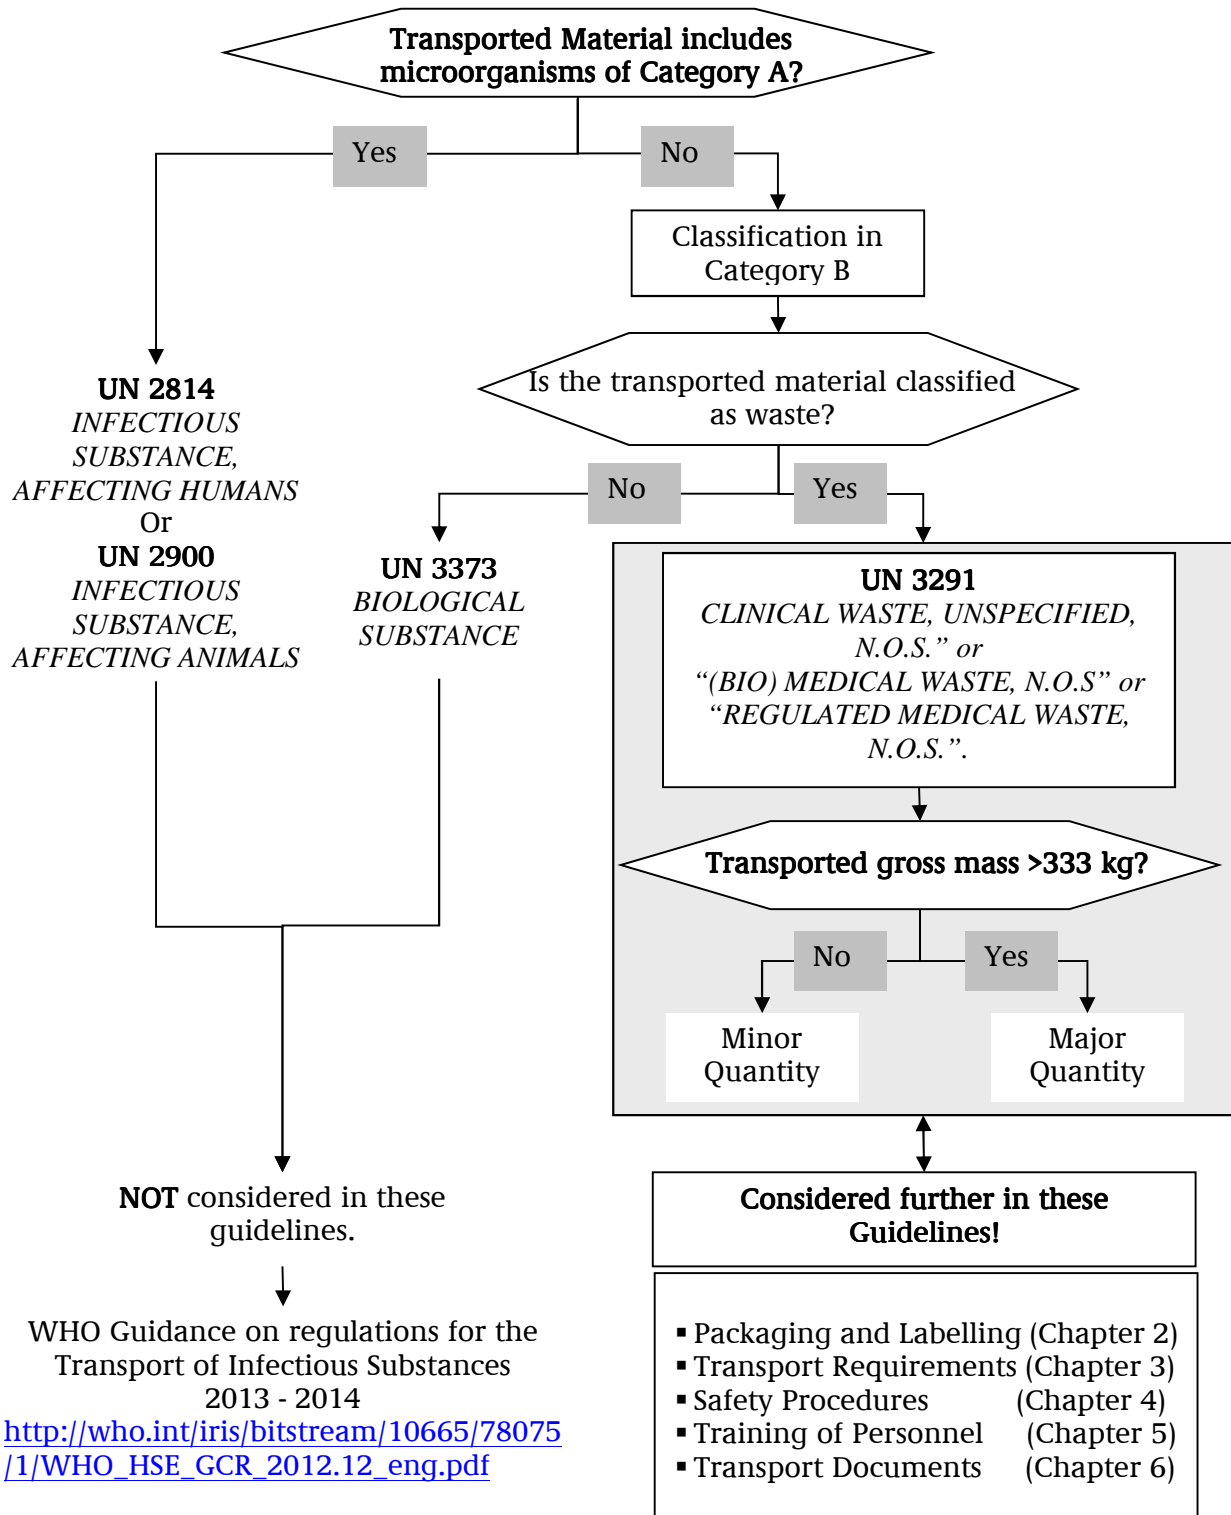 Transported Material includes
microorganisms of Category A?
Yes
No
Classification in
Category B
Is the transported material classified
as waste?
No
Yes
UN 2814
INFECTIOUS
SUBSTANCE,
AFFECTING HUMANS
Or
UN 2900
INFECTIOUS
SUBSTANCE,
AFFECTING ANIMALS
UN 3373
BIOLOGICAL
SUBSTANCE
UN 3291
CLINICAL WASTE, UNSPECIFIED,
N.O.S.” or
“(BIO) MEDICAL WASTE, N.O.S” or
“REGULATED MEDICAL WASTE,
N.O.S.”.
Transported gross mass >333 kg?
No
Yes
Minor
Quantity
Major
Quantity
NOT considered in these
guidelines.
WHO Guidance on regulations for the
Transport of Infectious Substances
2013 - 2014
http://who.int/iris/bitstream/10665/78075
/1/WHO_HSE_GCR_2012.12_eng.pdf
Considered further in these
Guidelines!
▪ Packaging and Labelling (Chapter 2)
▪ Transport Requirements (Chapter 3)
▪ Safety Procedures (Chapter 4)
▪ Training of Personnel (Chapter 5)
▪ Transport Documents (Chapter 6)